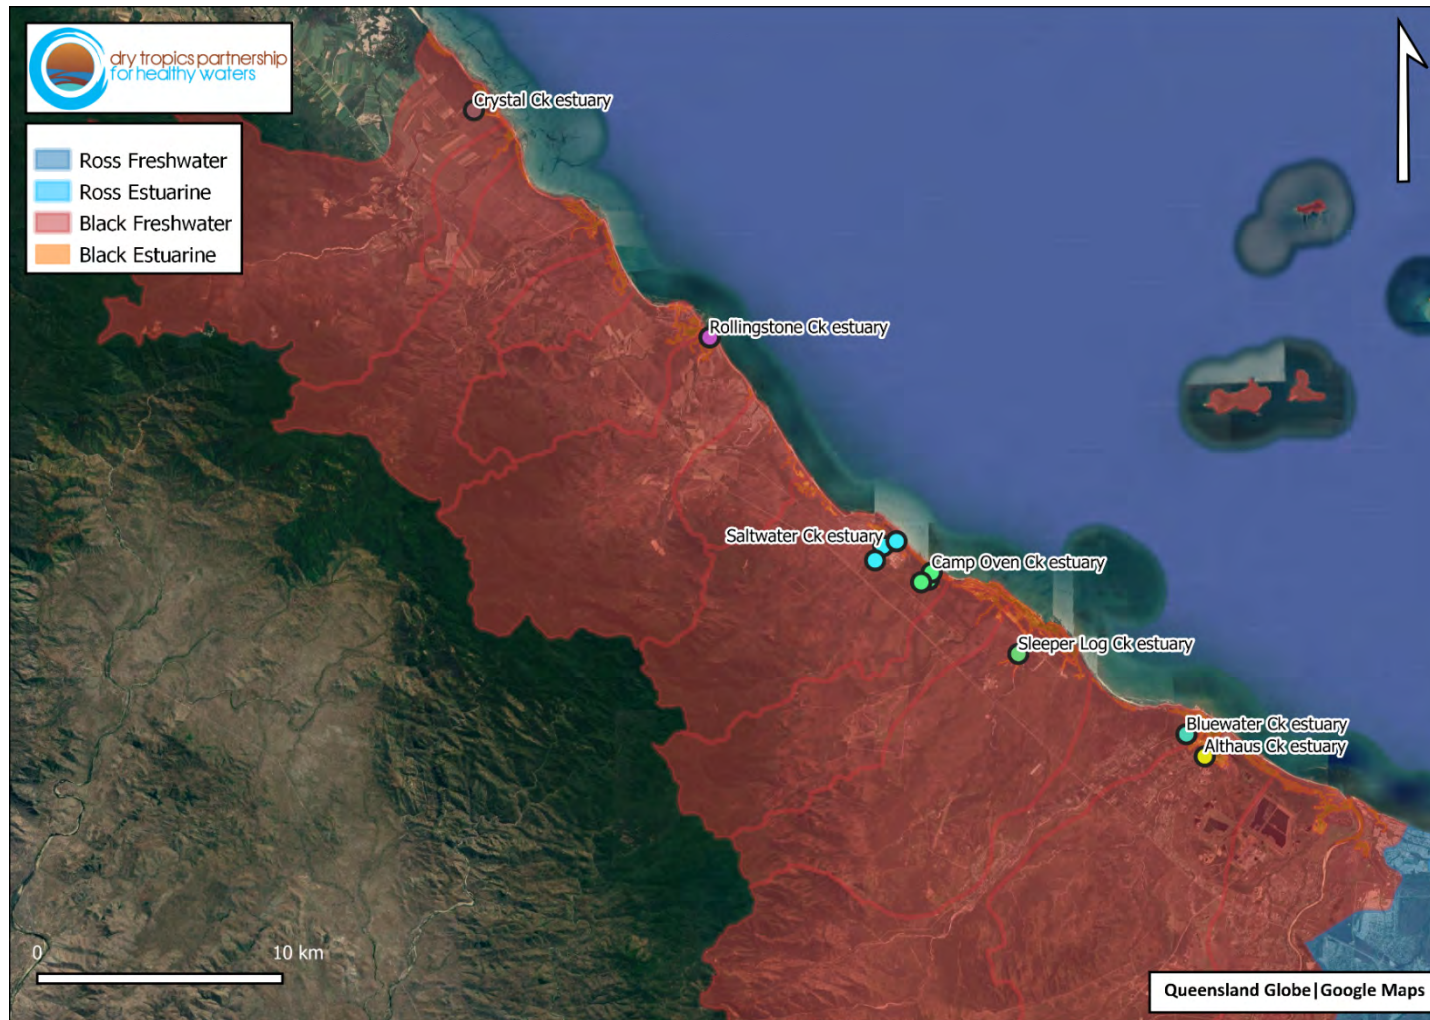 dry tropics partnership
for healthy waters
Ross Freshwater
Ross Estuarine
Black Freshwater
Black Estuarine
Crystal Ck estuary
Rollingstone Ck estuary
Saltwater Ck estuary
Camp Oven Ck estuary
Sleeper Log Ck estuary
Bluewater Ck estuary
Althaus Ck estuary
0
10 km
Queensland Globe|Google Maps